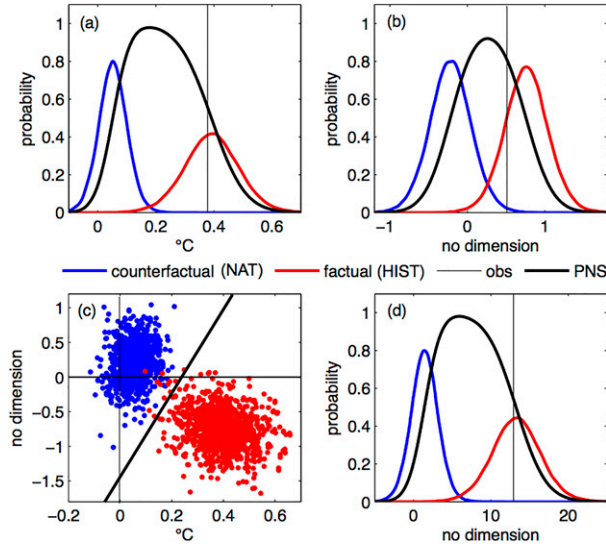 (a)
probability
1
0.8
0.6
0.4
0.2
0
0 0.2 0.4 0.6
°C
(b)
probability
1
0.8
0.6
0.4
0.2
0
−1 0 1
no dimension
counterfactual (NAT) factual (HIST) obs PNS
(c)
no dimension
1
0.5
0
−0.5
−1
−1.5
−0.2 0 0.2 0.4 0.6
°C
(d)
probability
1
0.8
0.6
0.4
0.2
0
0 10 20
no dimension